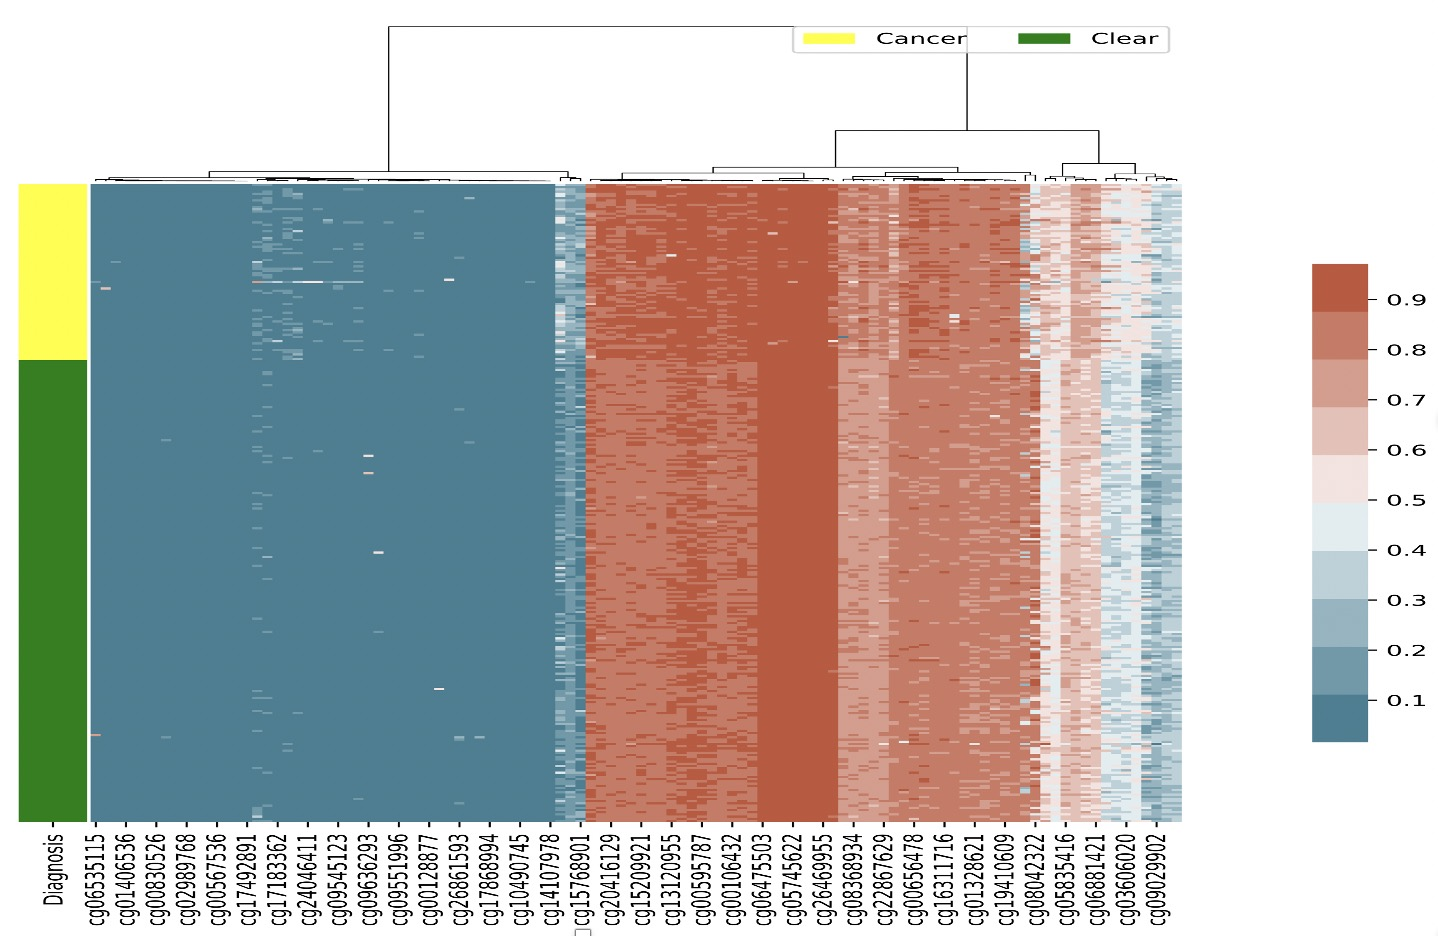 Cancer Clear
0.9
0.8
0.7
0.6
0.5
0.4
0.3
0.2
0.1
Diagnosis
cg06535115
cg01406536
cg00830526
cg02989768
cg00567536
cg17492891
cg17183362
cg24046411
cg09545123
cg09636293
cg09551996
cg00128877
cg26861593
cg17868994
cg10490745
cg14107978
cg15768901
cg20416129
cg15209921
cg13120955
cg00595787
cg00106432
cg06475503
cg05745622
cg26469955
cg08368934
cg22867629
cg00656478
cg16311716
cg01328621
cg19410609
cg08042322
cg05835416
cg06881421
cg03606020
cg09029902